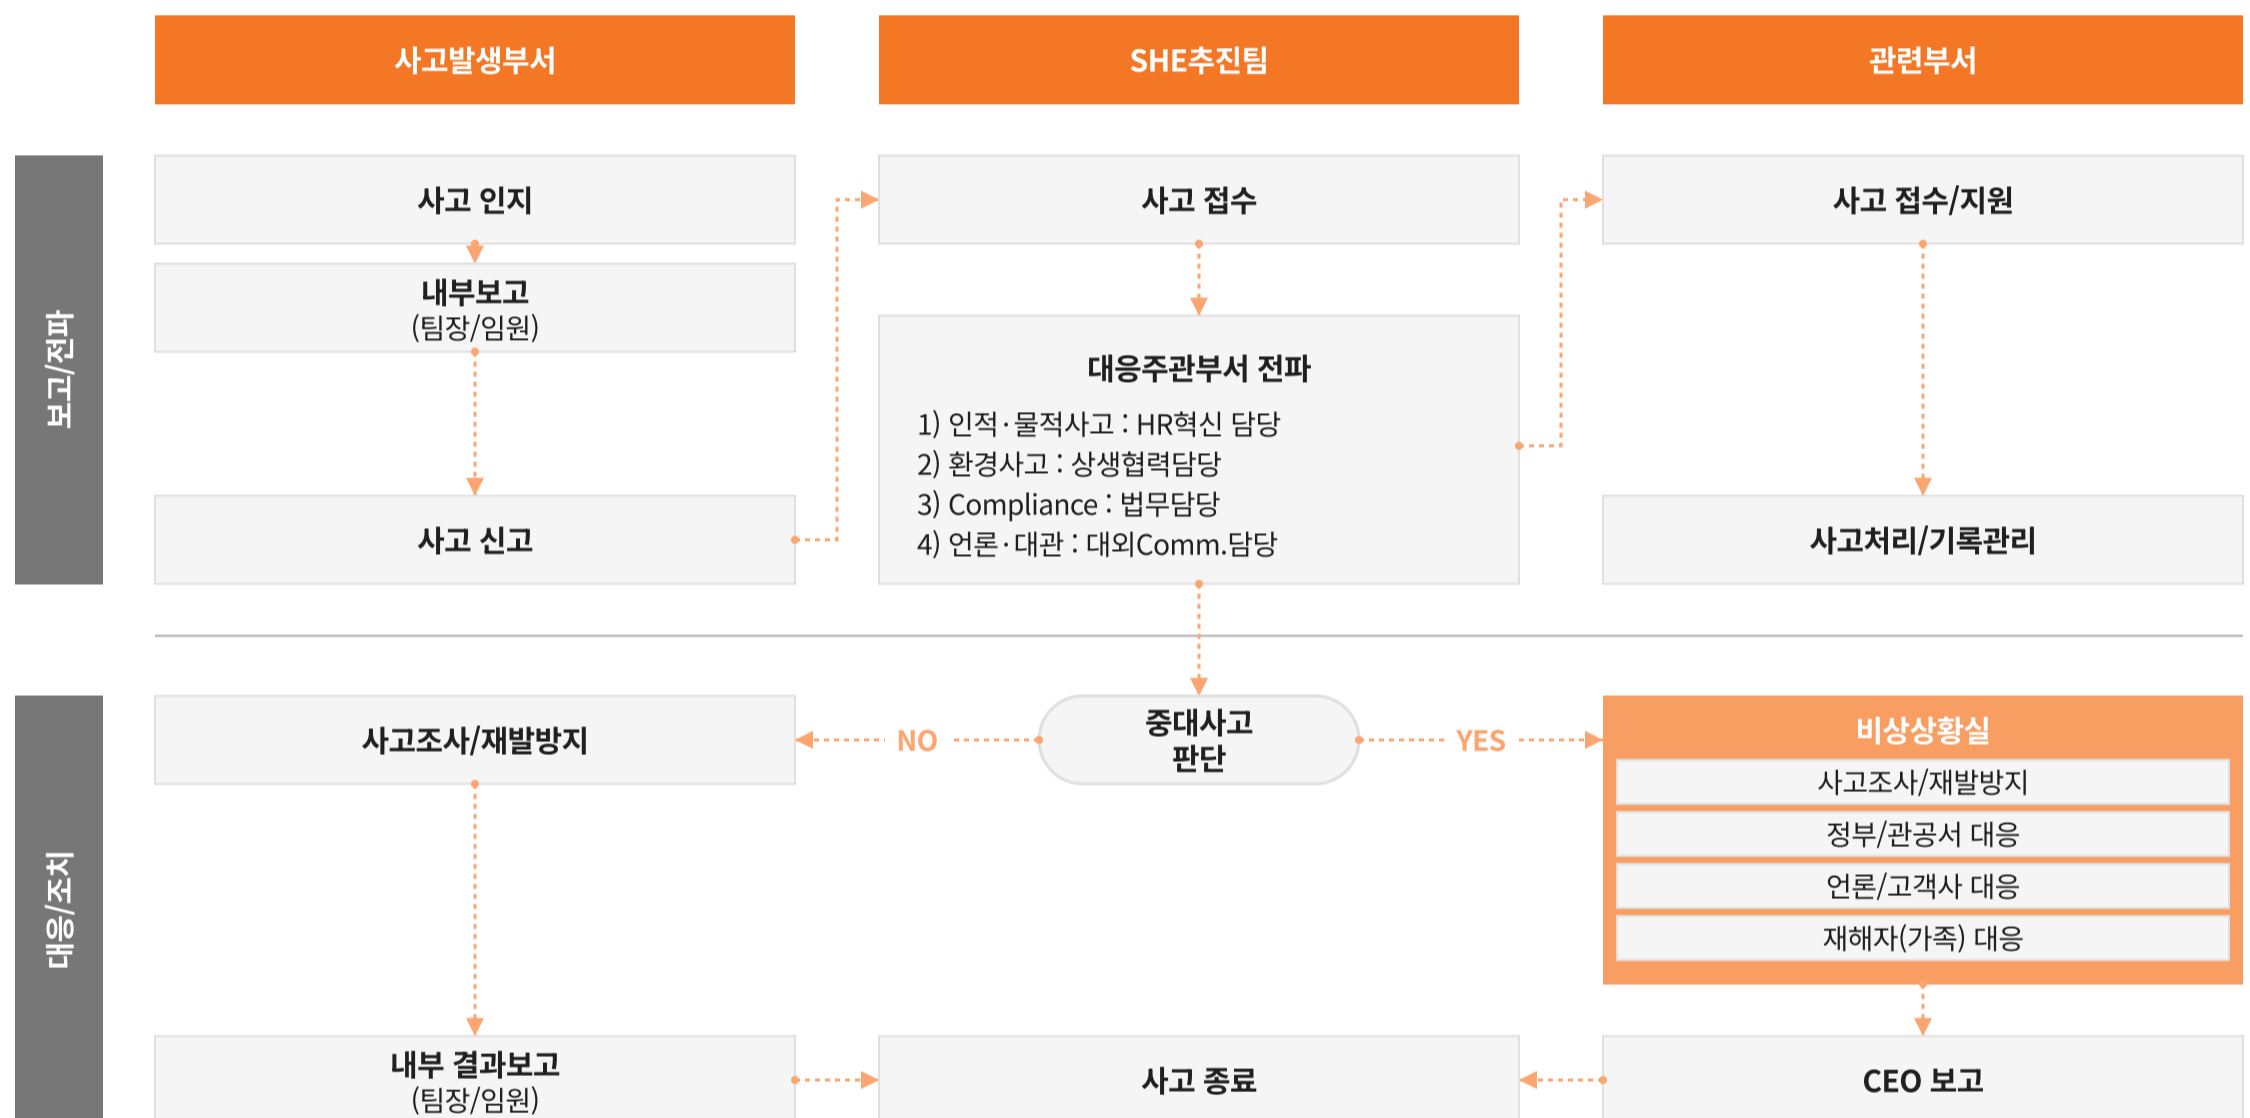 사고발생부서
SHE추진팀
관련부서
보고/전파
사고 인지
내부보고
(팀장/임원)
사고 신고
사고 접수
대응주관부서 전파
1) 인적·물적사고 : HR혁신 담당
2) 환경사고 : 상생협력담당
3) Compliance : 법무담당
4) 언론·대관 : 대외Comm.담당
사고 접수/지원
사고처리/기록관리
대응/조치
사고조사/재발방지
NO
중대사고
판단
YES
비상상황실
사고조사/재발방지
정부/관공서 대응
언론/고객사 대응
재해자(가족) 대응
내부 결과보고
(팀장/임원)
사고 종료
CEO 보고